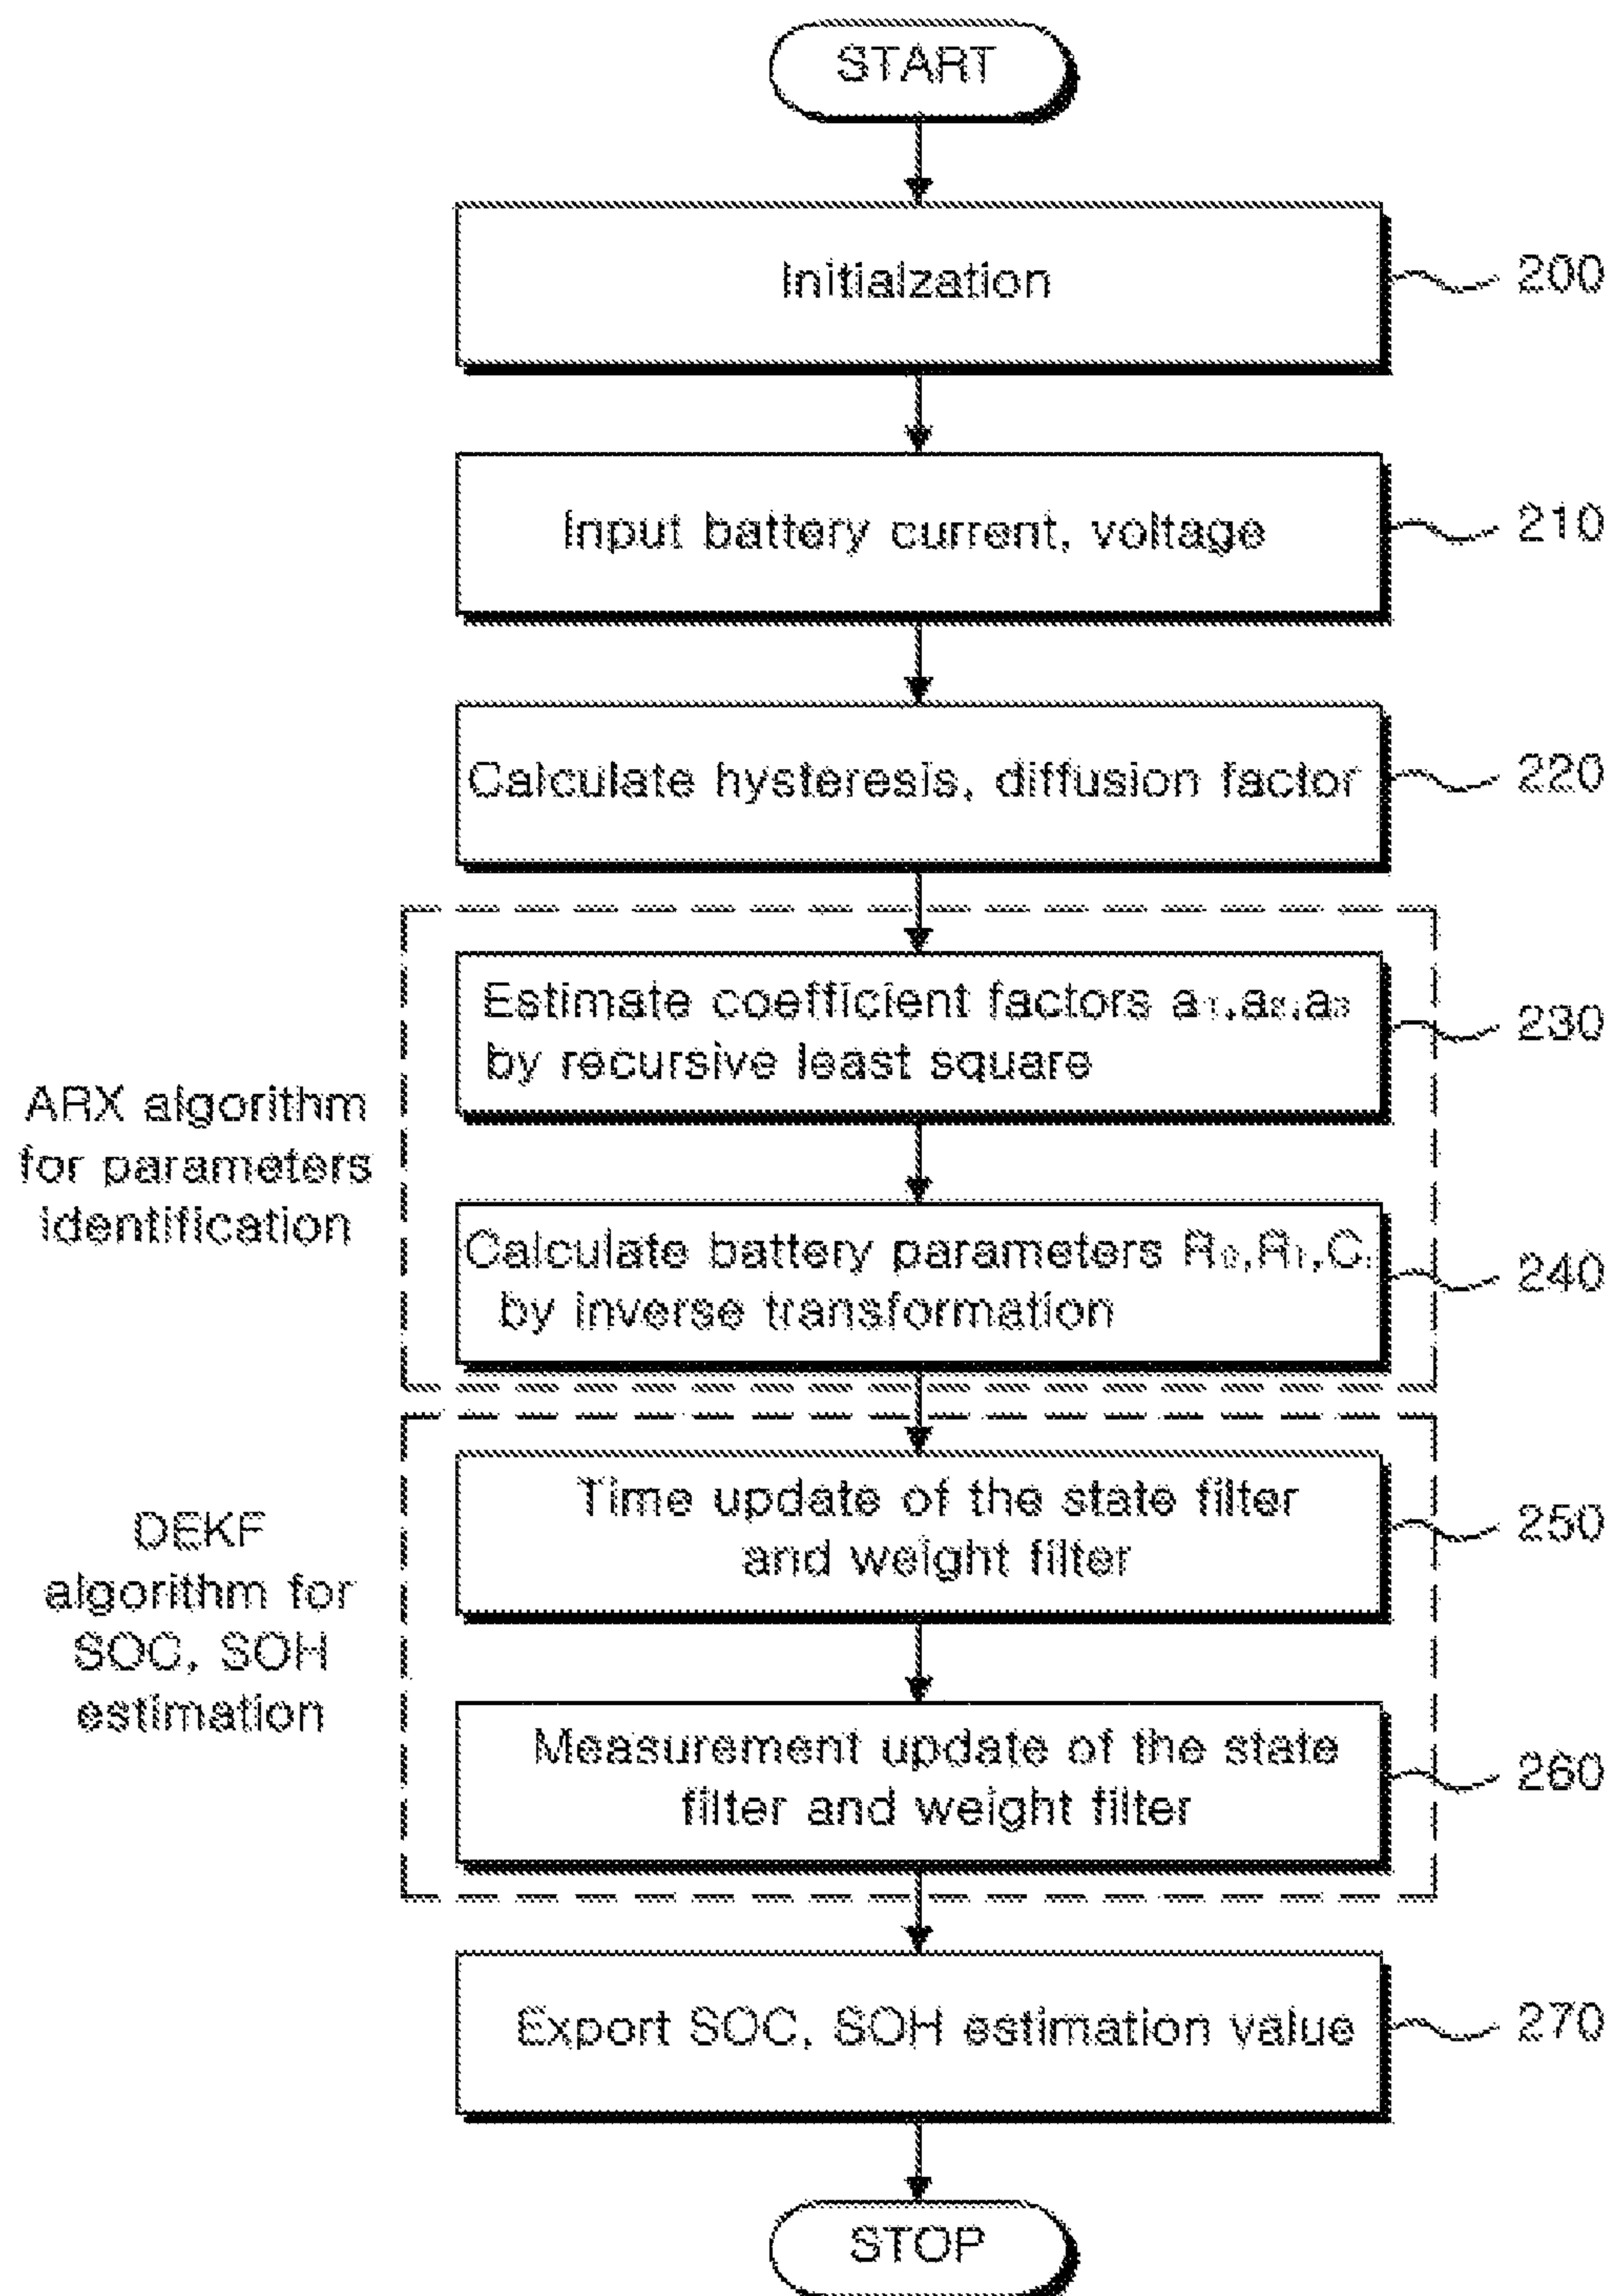 START
Initialzation
200
Input battery current, voltage
210
Calculate hysteresis, diffusion factor
220
Estimate coefficient factors a₁,a₂,a₃
by recursive least square
230
ARX algorithm
for parameters
identification
Calculate battery parameters R₀,R₁,C₁
by inverse transformation
240
Time update of the state filter
and weight filter
250
DEKF
algorithm for
SOC, SOH
estimation
Measurement update of the state
filter and weight filter
260
Export SOC, SOH estimation value
270
STOP